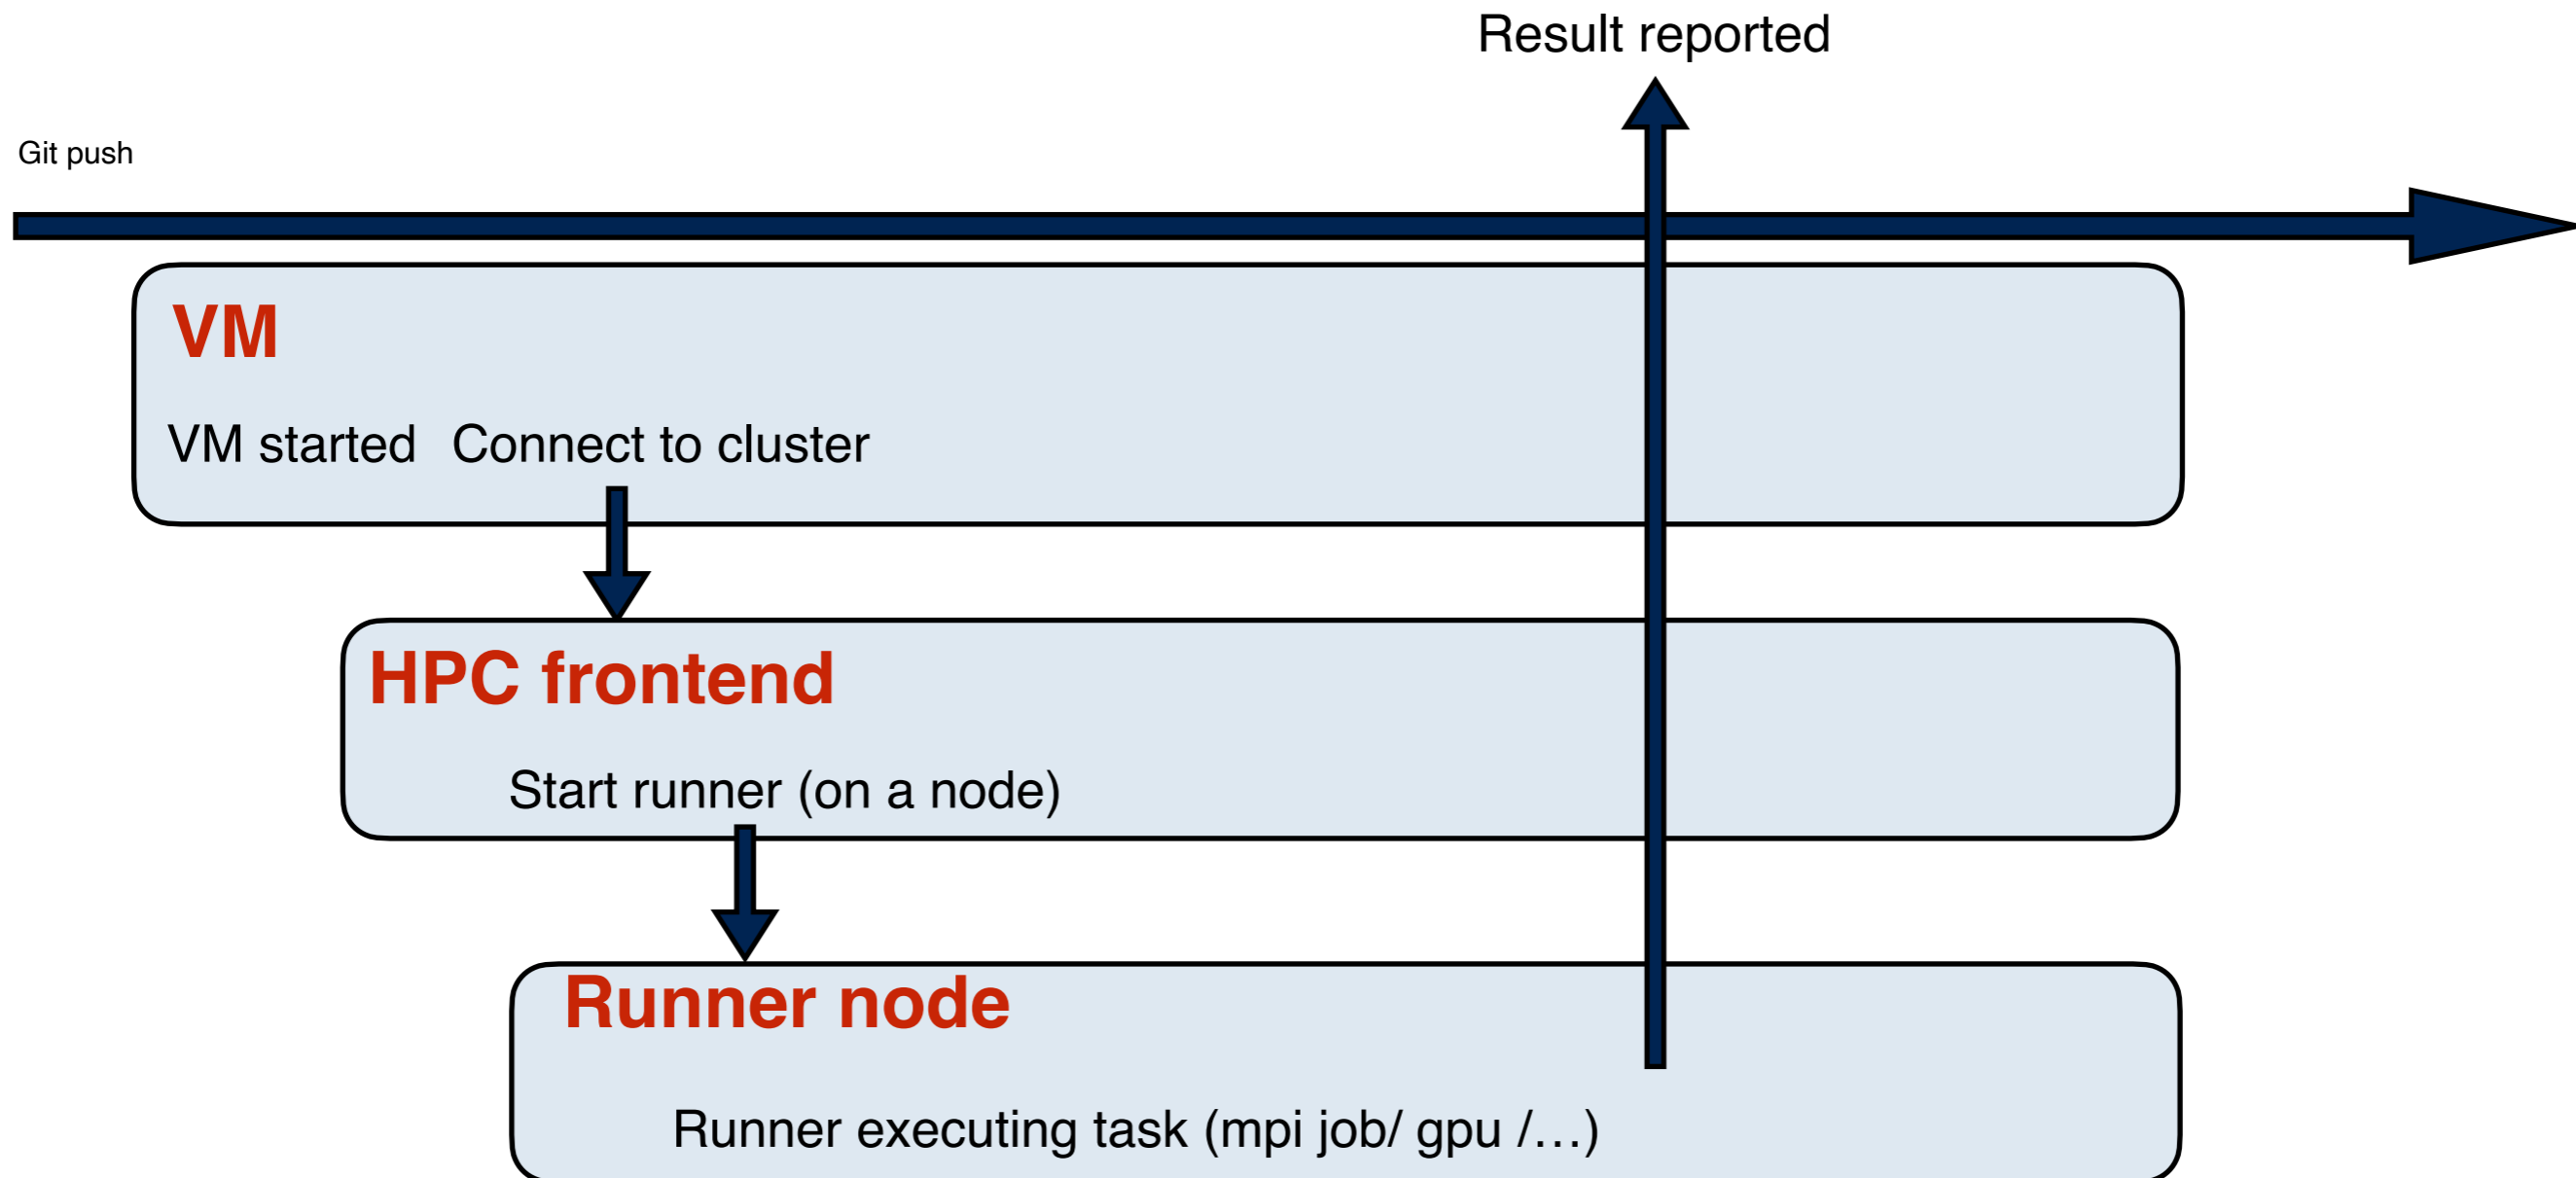 Result reported
Git push
VM
VM started Connect to cluster
HPC frontend
Start runner (on a node)
Runner node
Runner executing task (mpi job/ gpu /…)